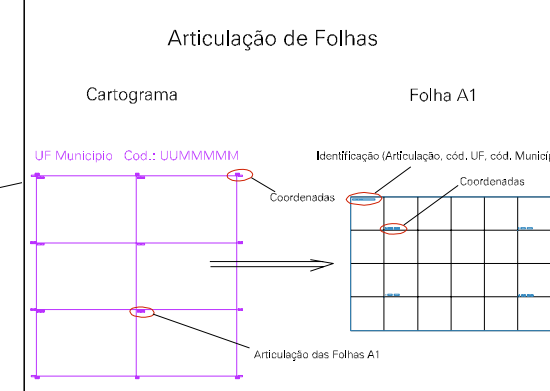 Articulação de Folhas
Cartograma
Folha A1
UF Municipio Cod.: UUMMMMM
Identificação (Articulação, cód. UF, cód. Municíp
Coordenadas
Coordenadas
Articulação das Folhas A1